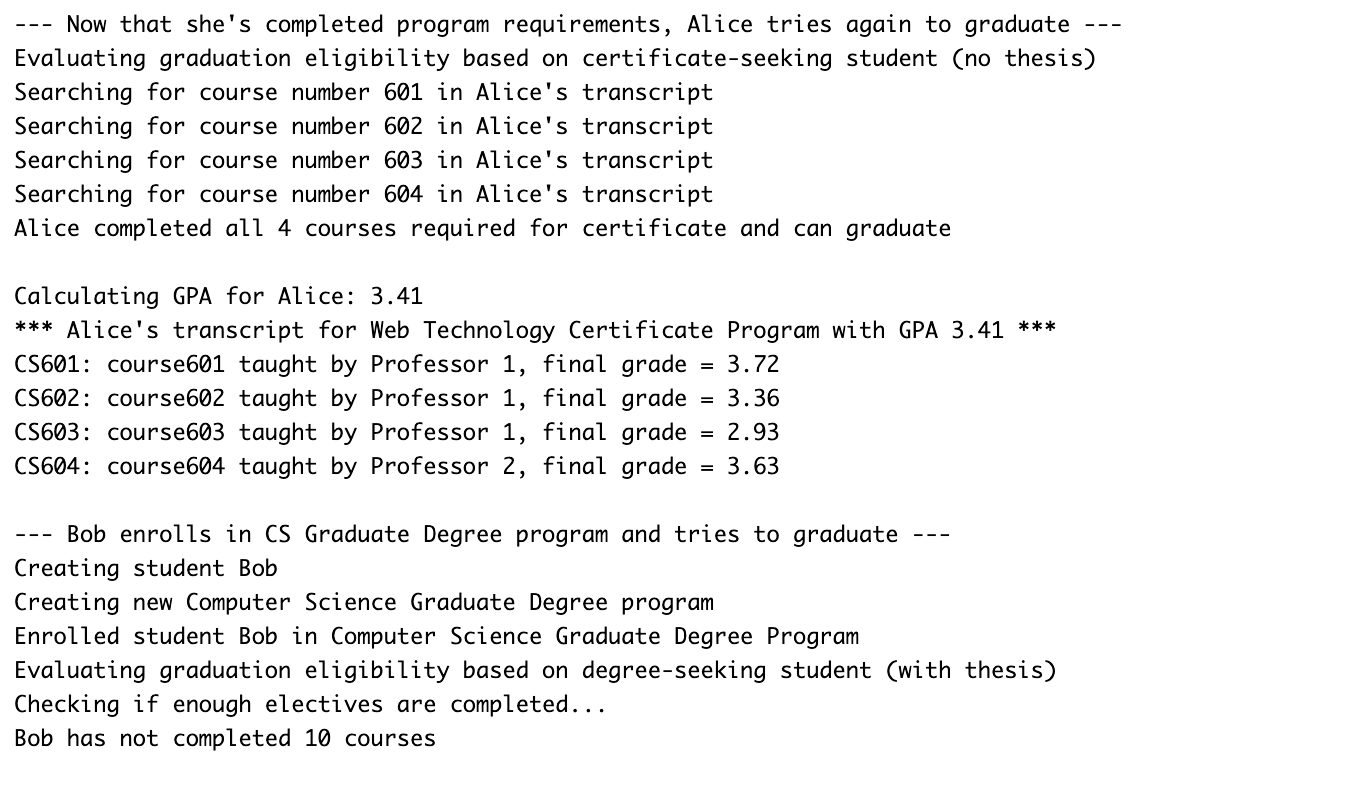 --- Now that she's completed program requirements, Alice tries again to graduate ---
Evaluating graduation eligibility based on certificate-seeking student (no thesis)
Searching for course number 601 in Alice's transcript
Searching for course number 602 in Alice's transcript
Searching for course number 603 in Alice's transcript
Searching for course number 604 in Alice's transcript
Alice completed all 4 courses required for certificate and can graduate

Calculating GPA for Alice: 3.41
*** Alice's transcript for Web Technology Certificate Program with GPA 3.41 ***
CS601: course601 taught by Professor 1, final grade = 3.72
CS602: course602 taught by Professor 1, final grade = 3.36
CS603: course603 taught by Professor 1, final grade = 2.93
CS604: course604 taught by Professor 2, final grade = 3.63

--- Bob enrolls in CS Graduate Degree program and tries to graduate ---
Creating student Bob
Creating new Computer Science Graduate Degree program
Enrolled student Bob in Computer Science Graduate Degree Program
Evaluating graduation eligibility based on degree-seeking student (with thesis)
Checking if enough electives are completed...
Bob has not completed 10 courses